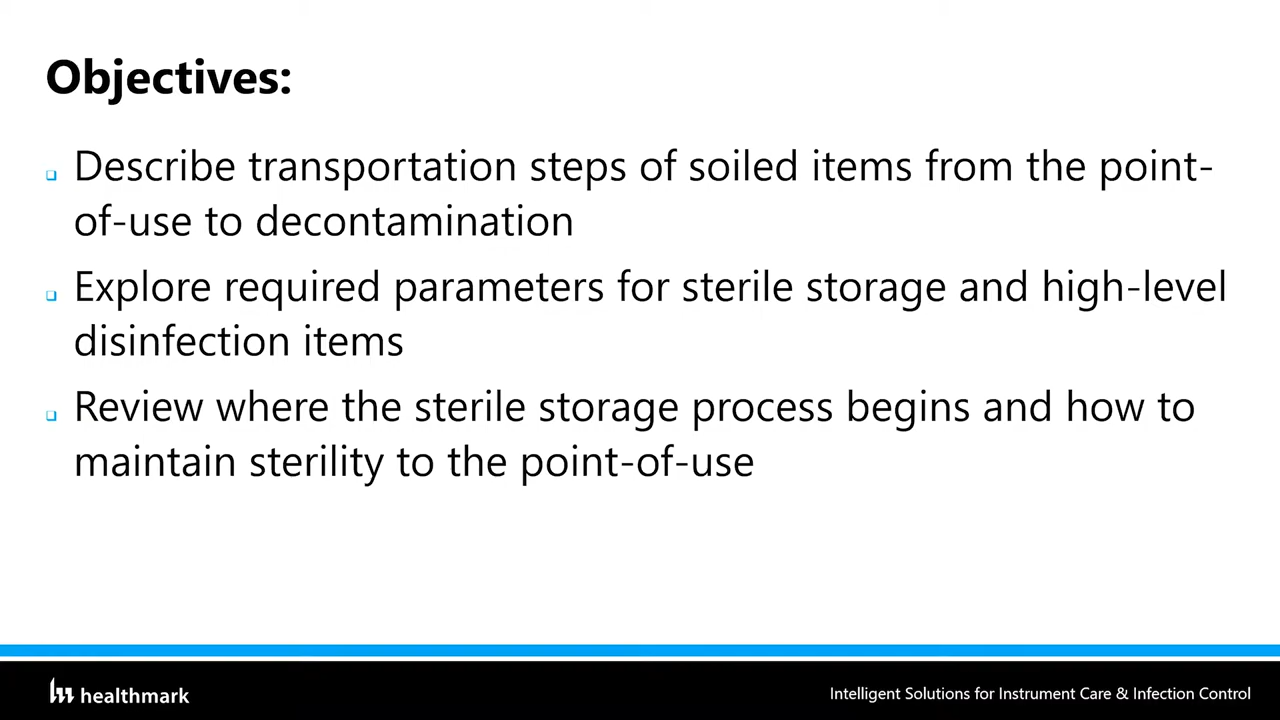 Objectives:
Describe transportation steps of soiled items from the point-
of-use to decontamination
Explore required parameters for sterile storage and high-level
disinfection items
Review where the sterile storage process begins and how to
maintain sterility to the point-of-use
healthmark
Intelligent Solutions for Instrument Care & Infection Control